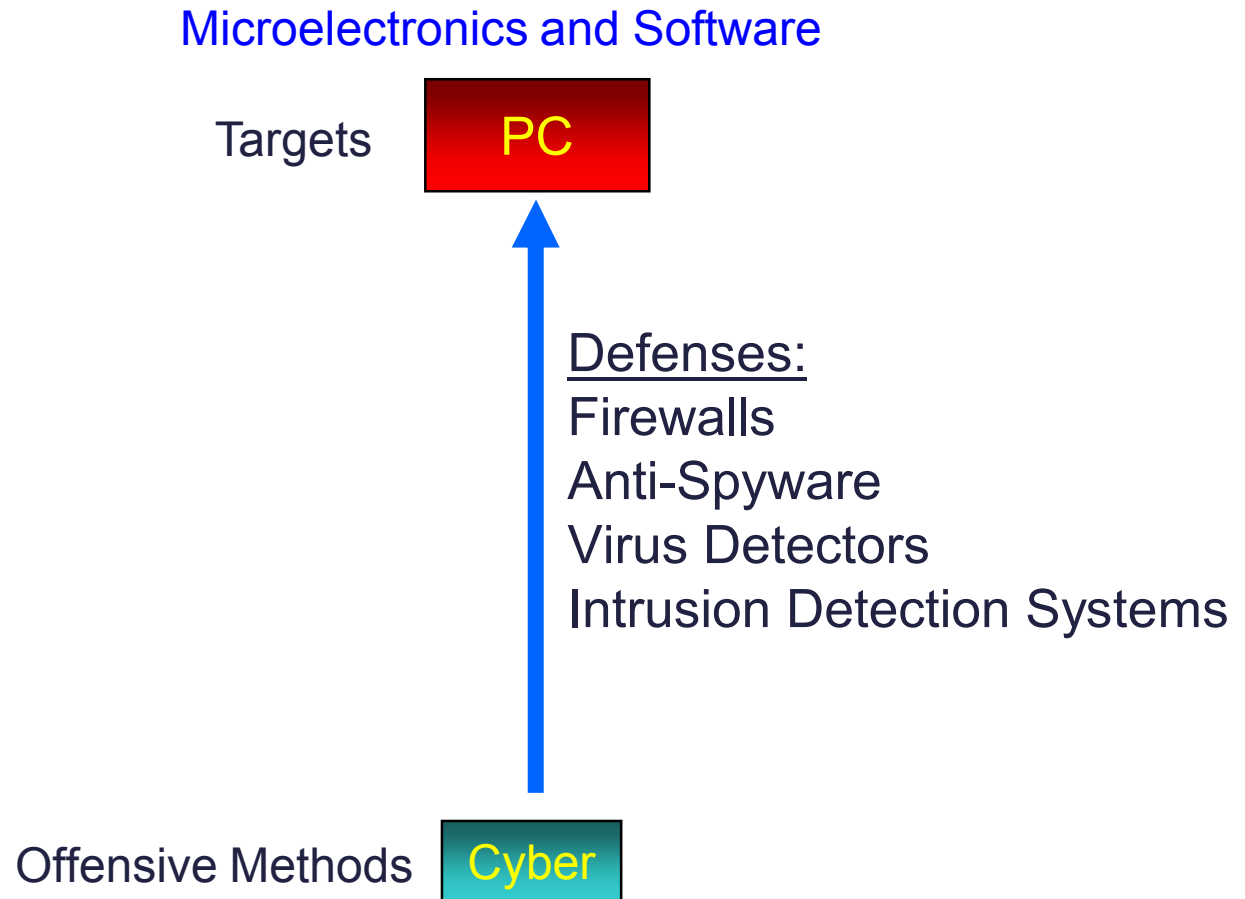 Microelectronics and Software
Targets
PC
Defenses:
Firewalls
Anti-Spyware
Virus Detectors
Intrusion Detection Systems
Offensive Methods
Cyber